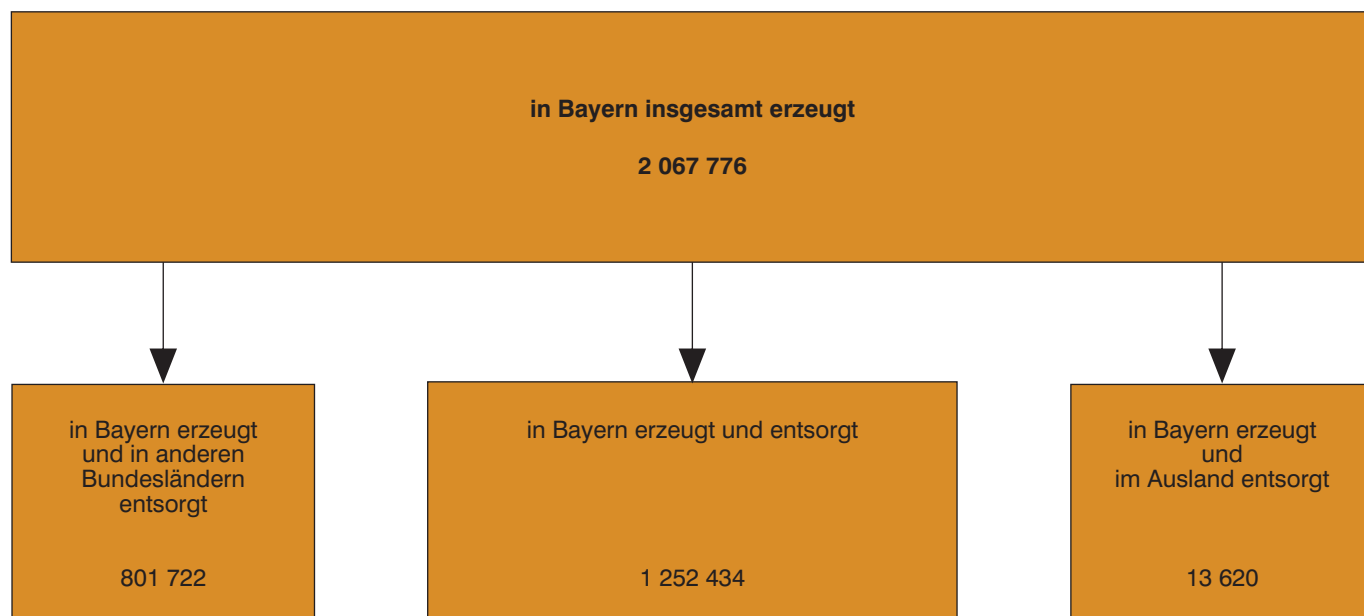 in Bayern insgesamt erzeugt
2 067 776
in Bayern erzeugt
und in anderen
Bundesländern
entsorgt
801 722
in Bayern erzeugt und entsorgt
1 252 434
in Bayern erzeugt
und
im Ausland entsorgt
13 620